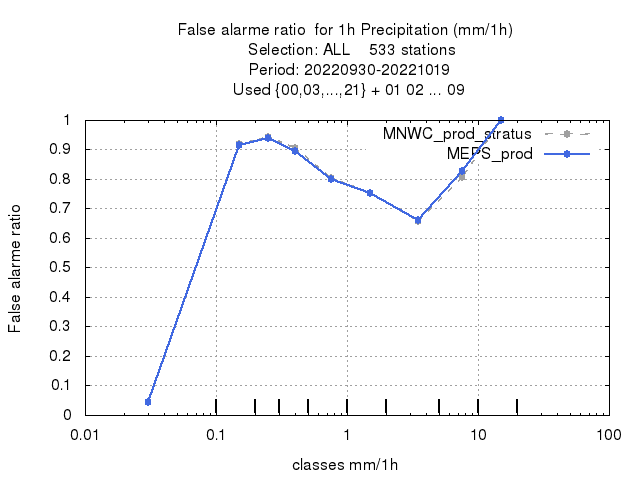 False alarme ratio  for 1h Precipitation (mm/1h)
Selection: ALL    533 stations
Period: 20220930-20221019
Used {00,03,...,21} + 01 02 ... 09
MNWC_prod_stratus
MEPS_prod
False alarme ratio
1
0.9
0.8
0.7
0.6
0.5
0.4
0.3
0.2
0.1
0
0.01 0.1 1 10 100
classes mm/1h